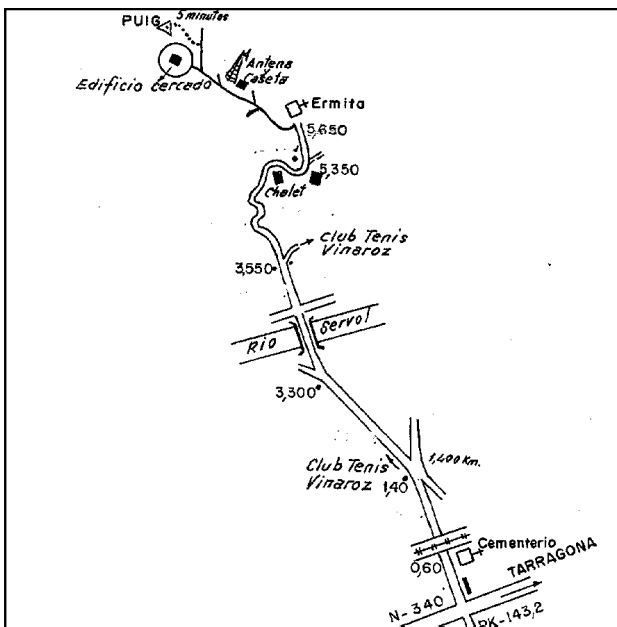 PUIG
5 minutos
Antena y
Caseta
Edificio cercado
Ermita
5,650
5,350
Chalet
Club Tenis
Vinaroz
3,550
Rio Servol
3,300
1,400 Km.
Club Tenis
Vinaroz
1,40
Cementerio
0,60
TARRAGONA
N-340
PK-143,2